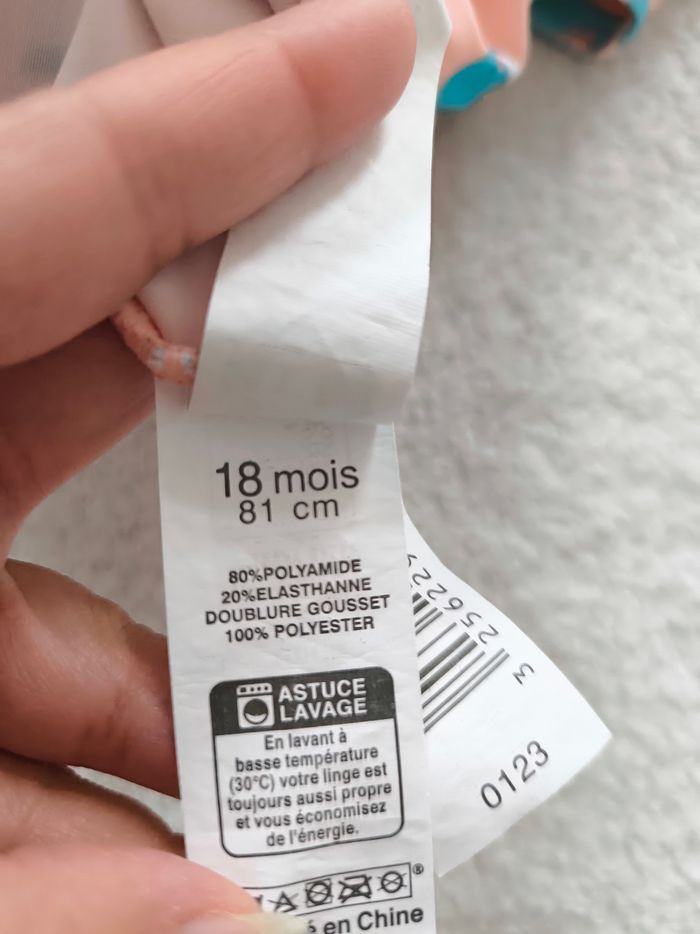 18 mois
81 cm
80%POLYAMIDE
20%ELASTHANNE
DOUBLURE GOUSSET
100% POLYESTER
ASTUCE
LAVAGE
En lavant à
basse température
(30°C) votre linge est
toujours aussi propre
et vous économisez
de l'énergie.
®
en Chine
3
0123